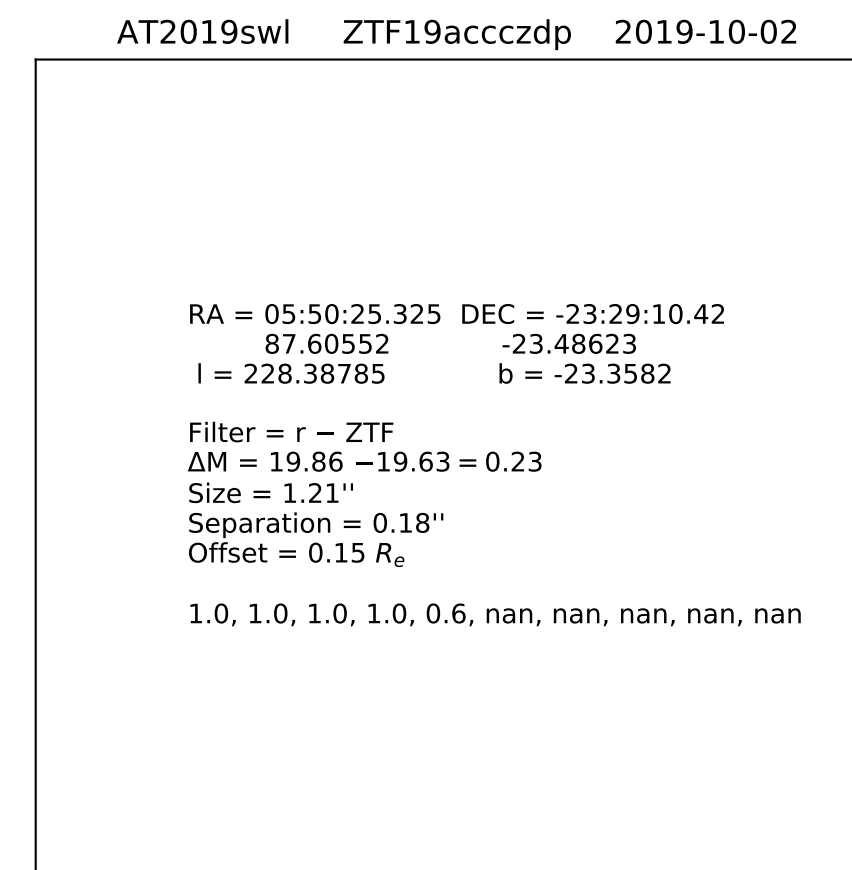 AT2019swl ZTF19accczdp 2019-10-02
RA = 05:50:25.325 DEC = -23:29:10.42
87.60552 -23.48623
l = 228.38785 b = -23.3582
Filter = r − ZTF
ΔM = 19.86 −19.63 = 0.23
Size = 1.21''
Separation = 0.18''
Offset = 0.15 Re
1.0, 1.0, 1.0, 1.0, 0.6, nan, nan, nan, nan, nan